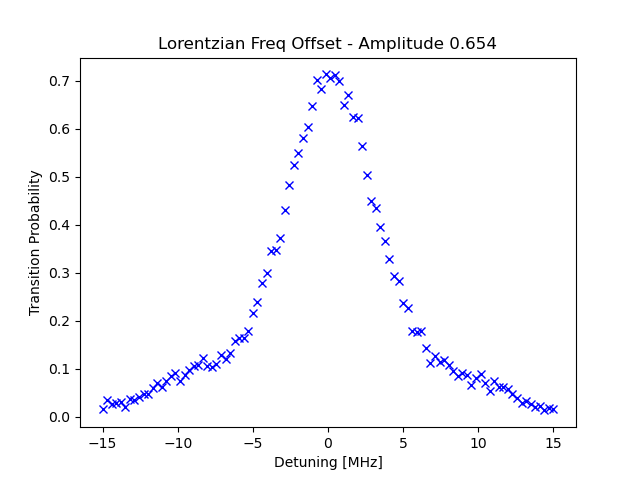 Lorentzian Freq Offset - Amplitude 0.654
Transition Probability
0.7
0.6
0.5
0.4
0.3
0.2
0.1
0.0
−15 −10 −5 0 5 10 15
Detuning [MHz]